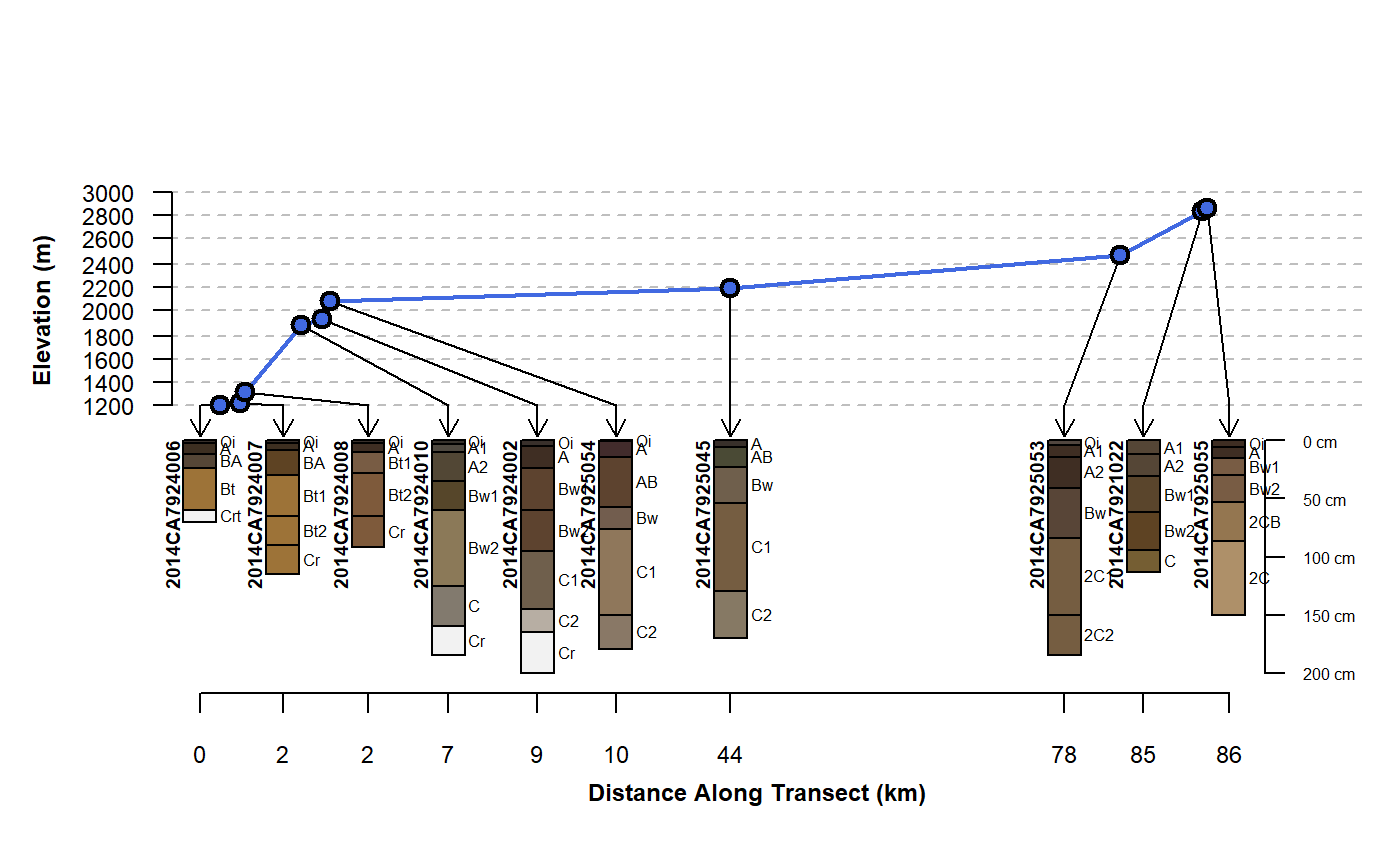 3000
2800
2600
2400
2200
2000
1800
1600
1400
1200
Elevation (m)
2014CA7924006
Oi
A
BA
Bt
Crt
2014CA7924007
Oi
A
BA
Bt1
Bt2
Cr
2014CA7924008
Oi
A
Bt1
Bt2
Cr
2014CA7924010
Oi
A1
A2
Bw1
Bw2
C
Cr
2014CA7924002
Oi
A
Bw1
Bw2
C1
C2
Cr
2014CA7925054
Oi
A
AB
Bw
C1
C2
2014CA7925045
A
AB
Bw
C1
C2
2014CA7925053
Oi
A1
A2
Bw
2C1
2C2
2014CA7921022
A1
A2
Bw1
Bw2
C
2014CA7925055
Oi
A
Bw1
Bw2
2CB
2C
0 cm
50 cm
100 cm
150 cm
200 cm
0 2 2 7 9 10 44 78 85 86
Distance Along Transect (km)